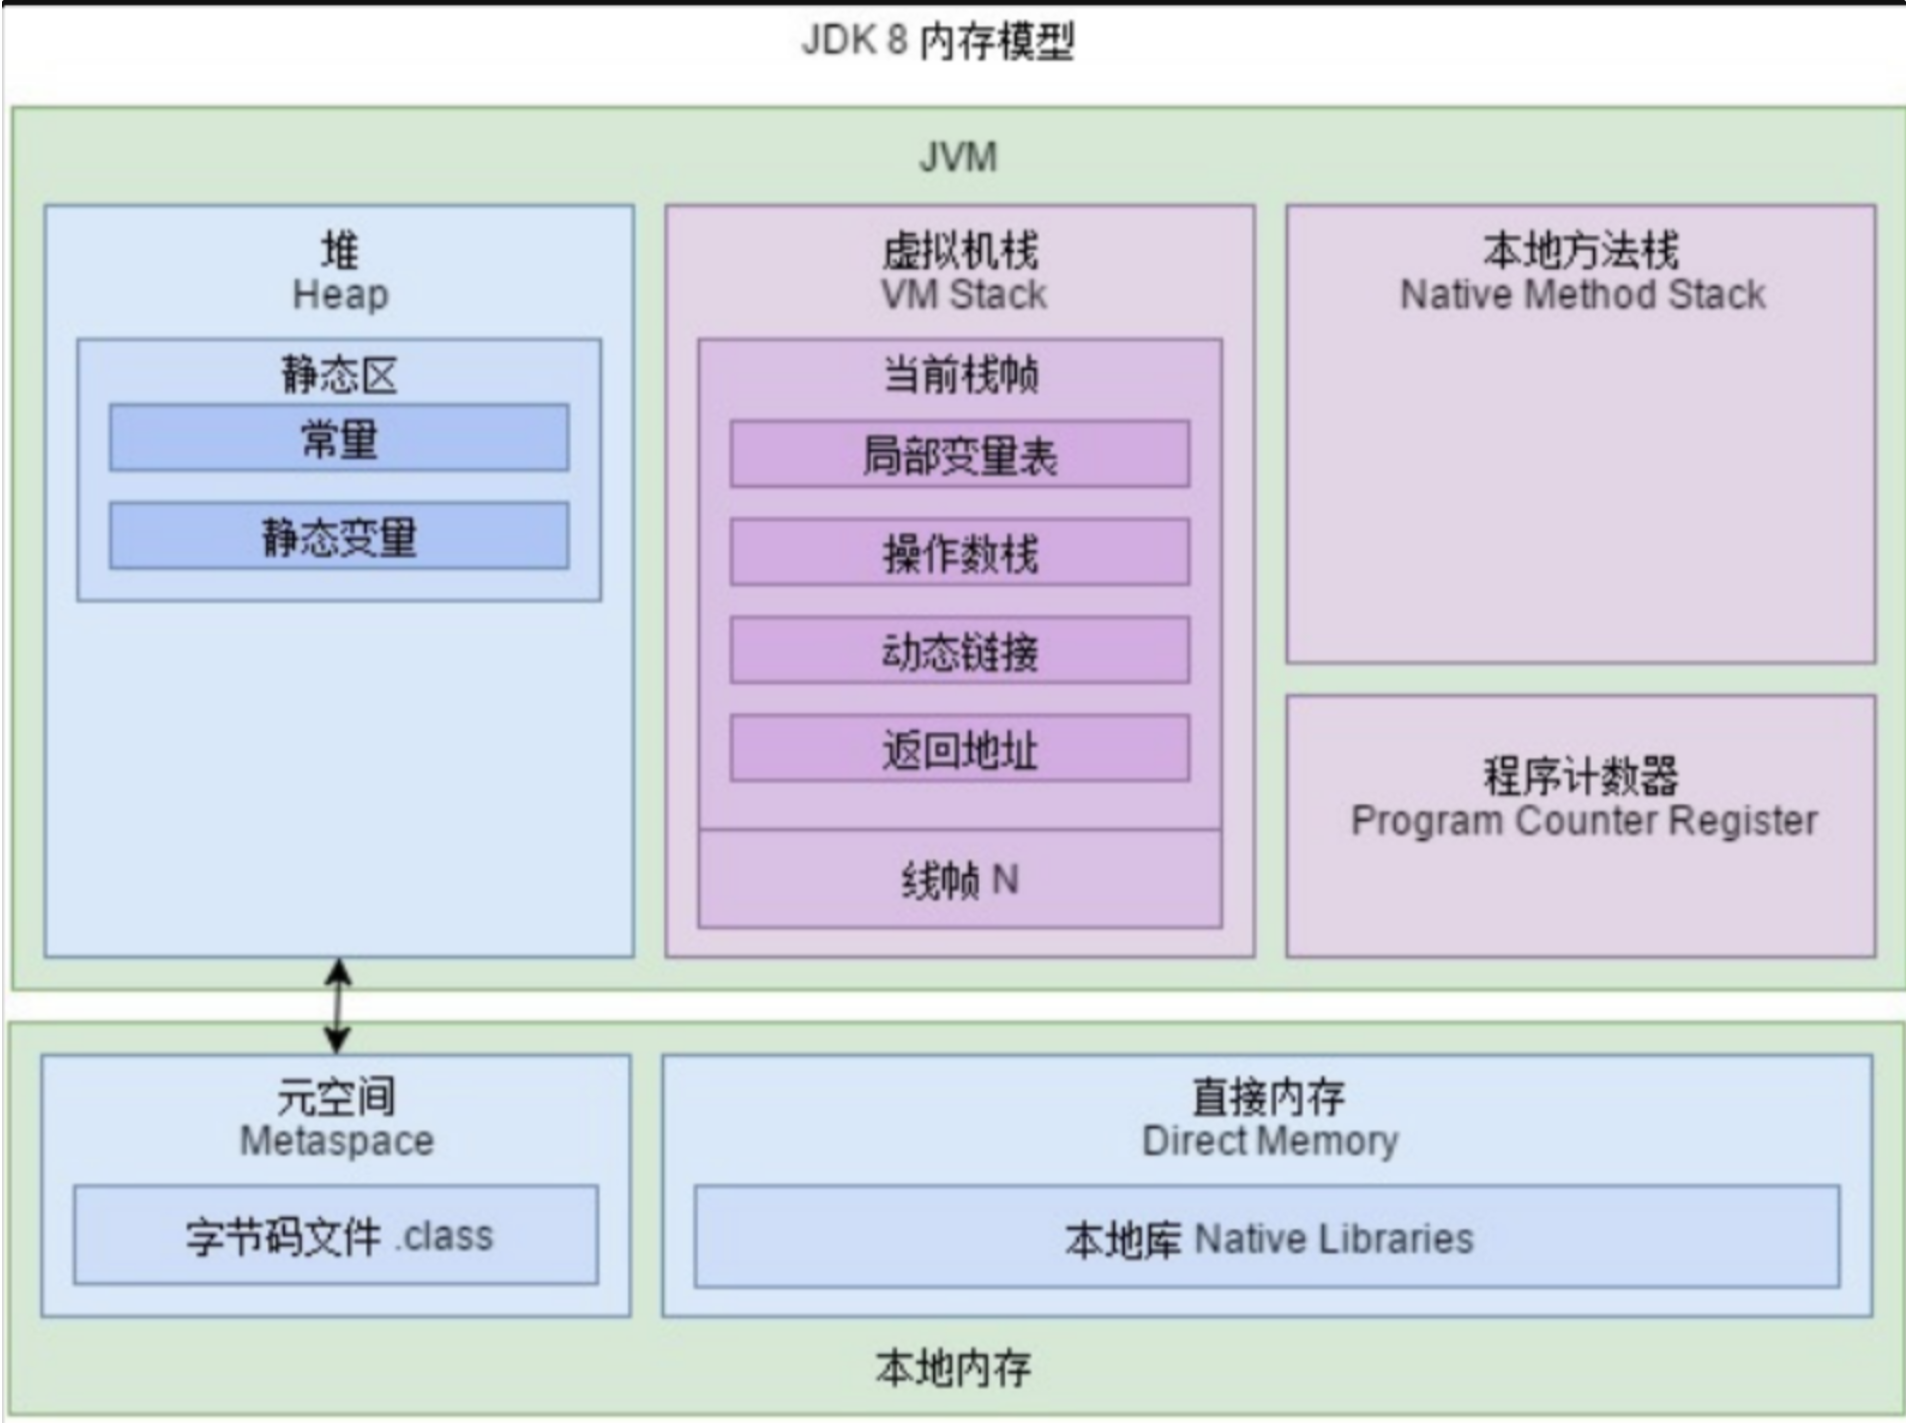 JDK 8 内存模型
JVM
堆
Heap
静态区
常量
静态变量
虚拟机栈
VM Stack
当前栈帧
局部变量表
操作数栈
动态链接
返回地址
线帧 N
本地方法栈
Native Method Stack
程序计数器
Program Counter Register
元空间
Metaspace
字节码文件 .class
直接内存
Direct Memory
本地库 Native Libraries
本地内存